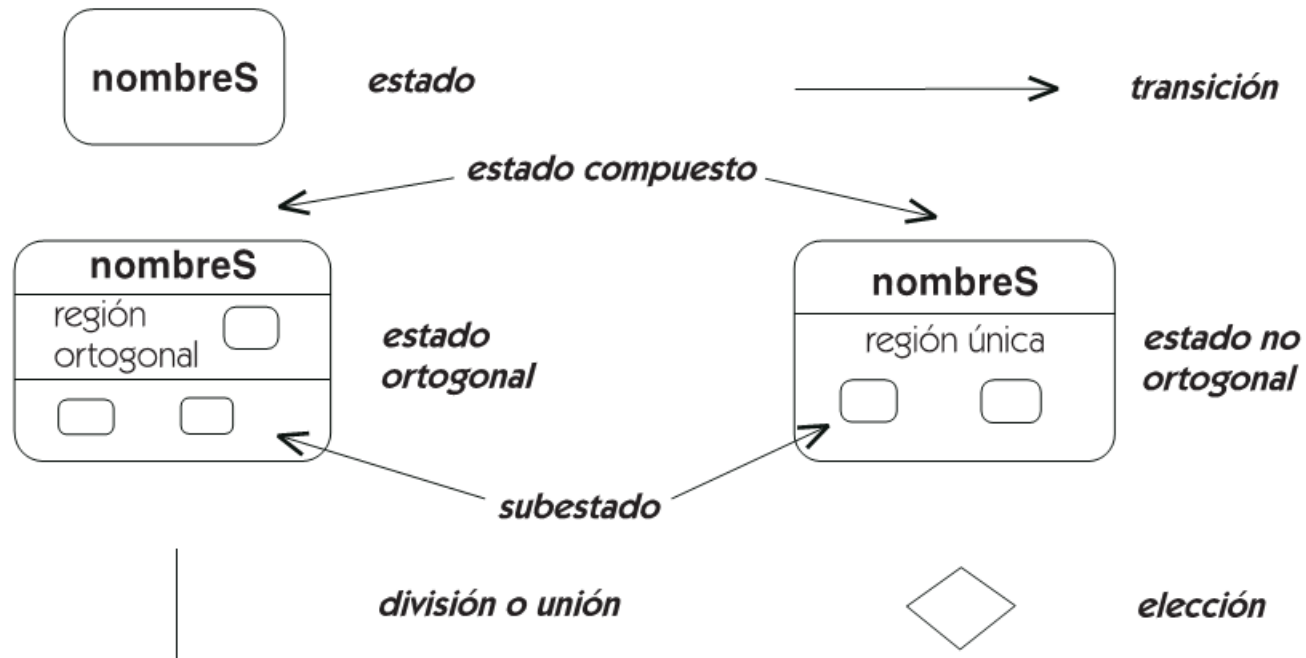 nombreS
estado
transición
estado compuesto
nombreS
región
ortogonal
estado
ortogonal
nombreS
región única
estado no
ortogonal
subestado
división o unión
elección